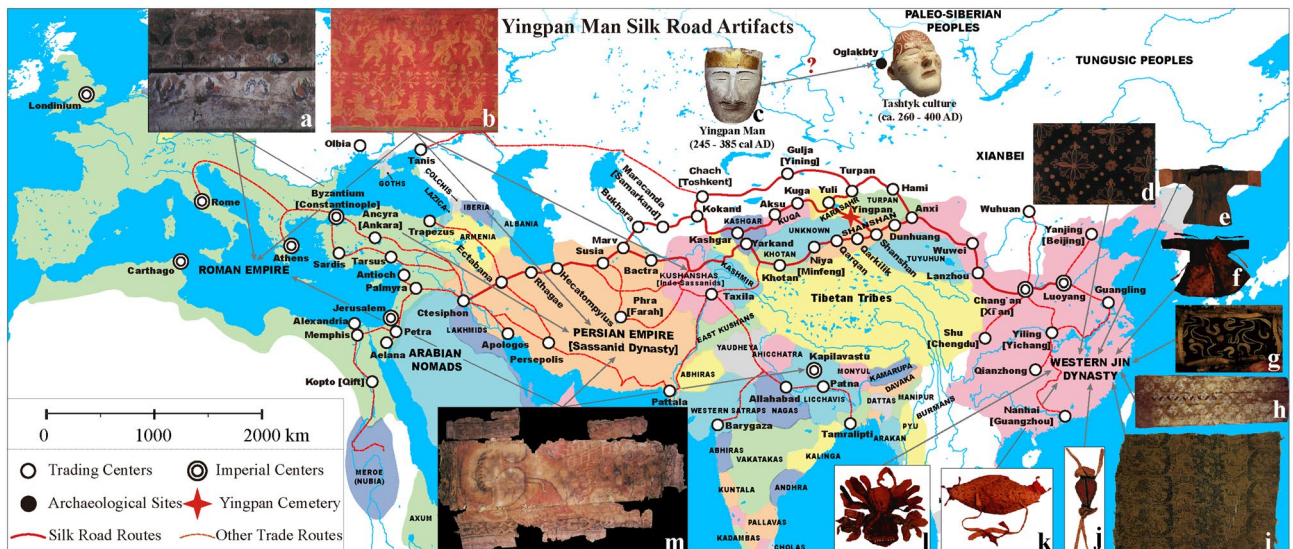 Yingpan Man Silk Road Artifacts
PALEO-SIBERIAN
PEOPLES
Oglakbty
TUNGUSIC PEOPLES
?
Tashtyk culture
(ca. 260 - 400 AD)
Yingpan Man
(245 - 385 cal AD)
a
b
c
d
e
f
g
h
i
j
k
l
m
Londinium
Rome
Carthago
Athens
ROMAN EMPIRE
Byzantium
[Constantinople]
Olbia
Tanis
GOTHS
COLCHIS
LAZICA
IBERIA
ALBANIA
ARMENIA
Ancyra
[Ankara]
Trapezus
Sardis
Tarsus
Antioch
Palmyra
Jerusalem
Alexandria
Memphis
Petra
Aelana
Kopto [Qift]
ARABIAN
NOMADS
LAKHMIDS
MEROE
(NUBIA)
AXUM
Ectabana
Ctesiphon
Rhagae
Hecatompylus
Apologos
Persepolis
PERSIAN EMPIRE
[Sassanid Dynasty]
Susia
Marv
Bukhara
Maracanda
[Samarkand]
Chach
[Toshkent]
Kokand
Bactra
Phra
[Farah]
KUSHANSHAS
[Indo-Sassanids]
KASHMIR
Taxila
Gulja
[Yining]
Aksu
Kuga
KUQA
Yuli
KARASAHR
Turpan
TURPAN
Hami
Yingpan
UNKNOWN
SHANSHAN
KASHGAR
Kashgar
Yarkand
KHOTAN
Khotan
Niya
[Minfeng]
Qarqan
Qarkilik
Shanshan
Dunhuang
Anxi
TUYUHUN
Tibetan Tribes
XIANBEI
Wuhuan
Yanjing
[Beijing]
Wuwei
Lanzhou
Chang'an
[Xi'an]
Luoyang
Guangling
Shu
[Chengdu]
Yiling
[Yichang]
Qianzhong
WESTERN JIN
DYNASTY
Nanhai
[Guangzhou]
EAST KUSHANS
YAUDHEYA
AHICCHATRA
Kapilavastu
ABHIRAS
Pattala
WESTERN SATRAPS
Barygaza
Allahabad
NAGAS
Patna
LICCHAVIS
MONYUL
KAMARUPA
DAVAKA
DATTAS
MANIPUR
BURMANS
PYU
ARAKAN
Tamralipti
ABHIRAS
VAKATAKAS
KALINGA
ANDHRA
KUNTALA
PALLAVAS
KADAMBAS
CHOLAS
0
1000
2000 km
Trading Centers
Imperial Centers
Archaeological Sites
Yingpan Cemetery
Silk Road Routes
Other Trade Routes